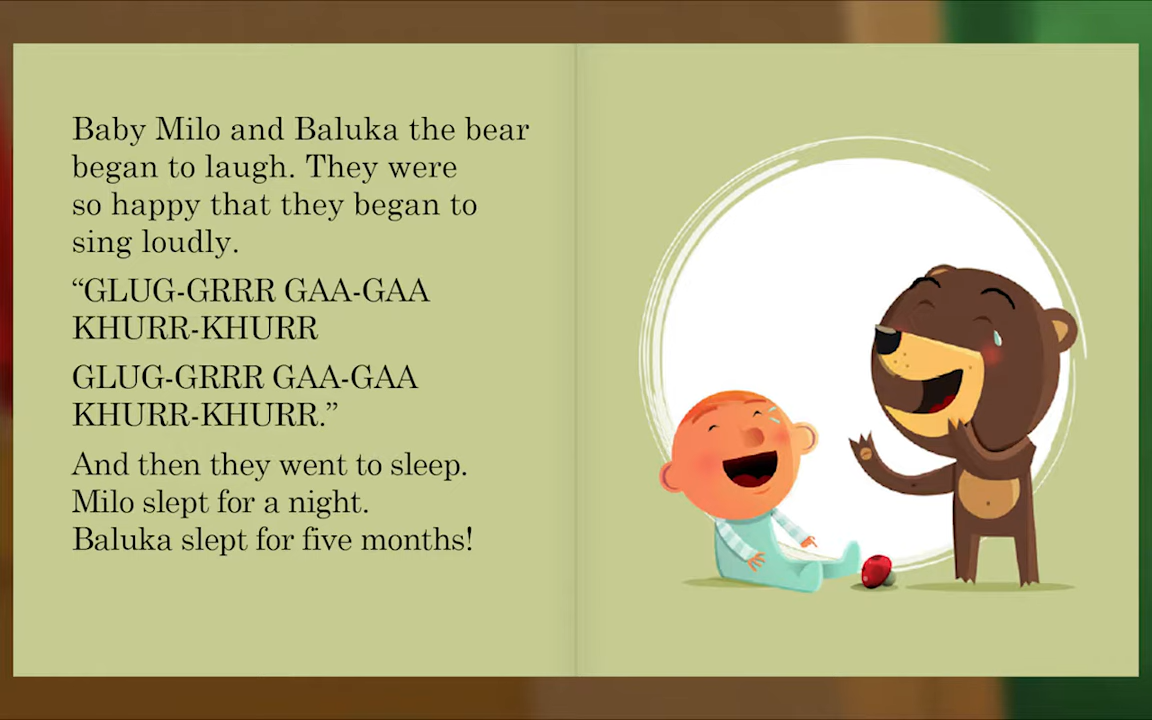 Baby Milo and Baluka the bear
began to laugh. They were
so happy that they began to
sing loudly.
“GLUG-GRRR GAA-GAA
KHURR-KHURR
GLUG-GRRR GAA-GAA
KHURR-KHURR.”
And then they went to sleep.
Milo slept for a night.
Baluka slept for five months!